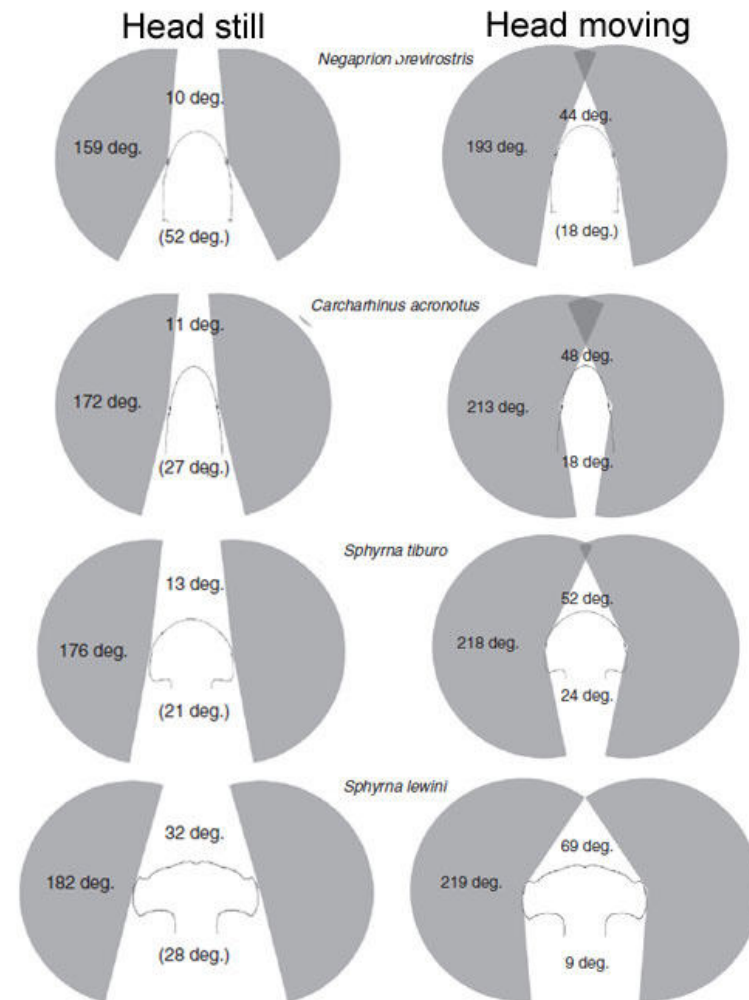 Head still
Head moving
Negaprion brevirostris
10 deg.
159 deg.
(52 deg.)
44 deg.
193 deg.
(18 deg.)
Carcharhinus acronotus
11 deg.
172 deg.
(27 deg.)
48 deg.
213 deg.
18 deg.
Sphyrna tiburo
13 deg.
176 deg.
(21 deg.)
52 deg.
218 deg.
24 deg.
Sphyrna lewini
32 deg.
182 deg.
(28 deg.)
69 deg.
219 deg.
9 deg.